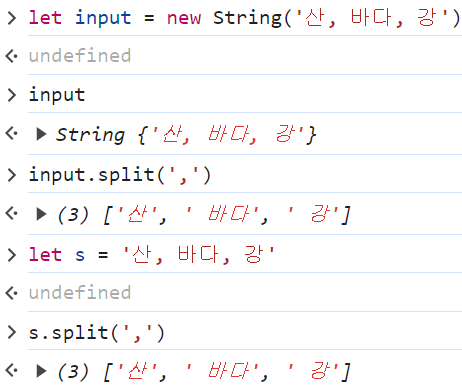 > let input = new String('산, 바다, 강')
<· undefined
> input
<· ▶ String {'산, 바다, 강'}
> input.split(',')
<· ▶ (3) ['산', ' 바다', ' 강']
> let s = '산, 바다, 강'
<· undefined
> s.split(',')
<· ▶ (3) ['산', ' 바다', ' 강']